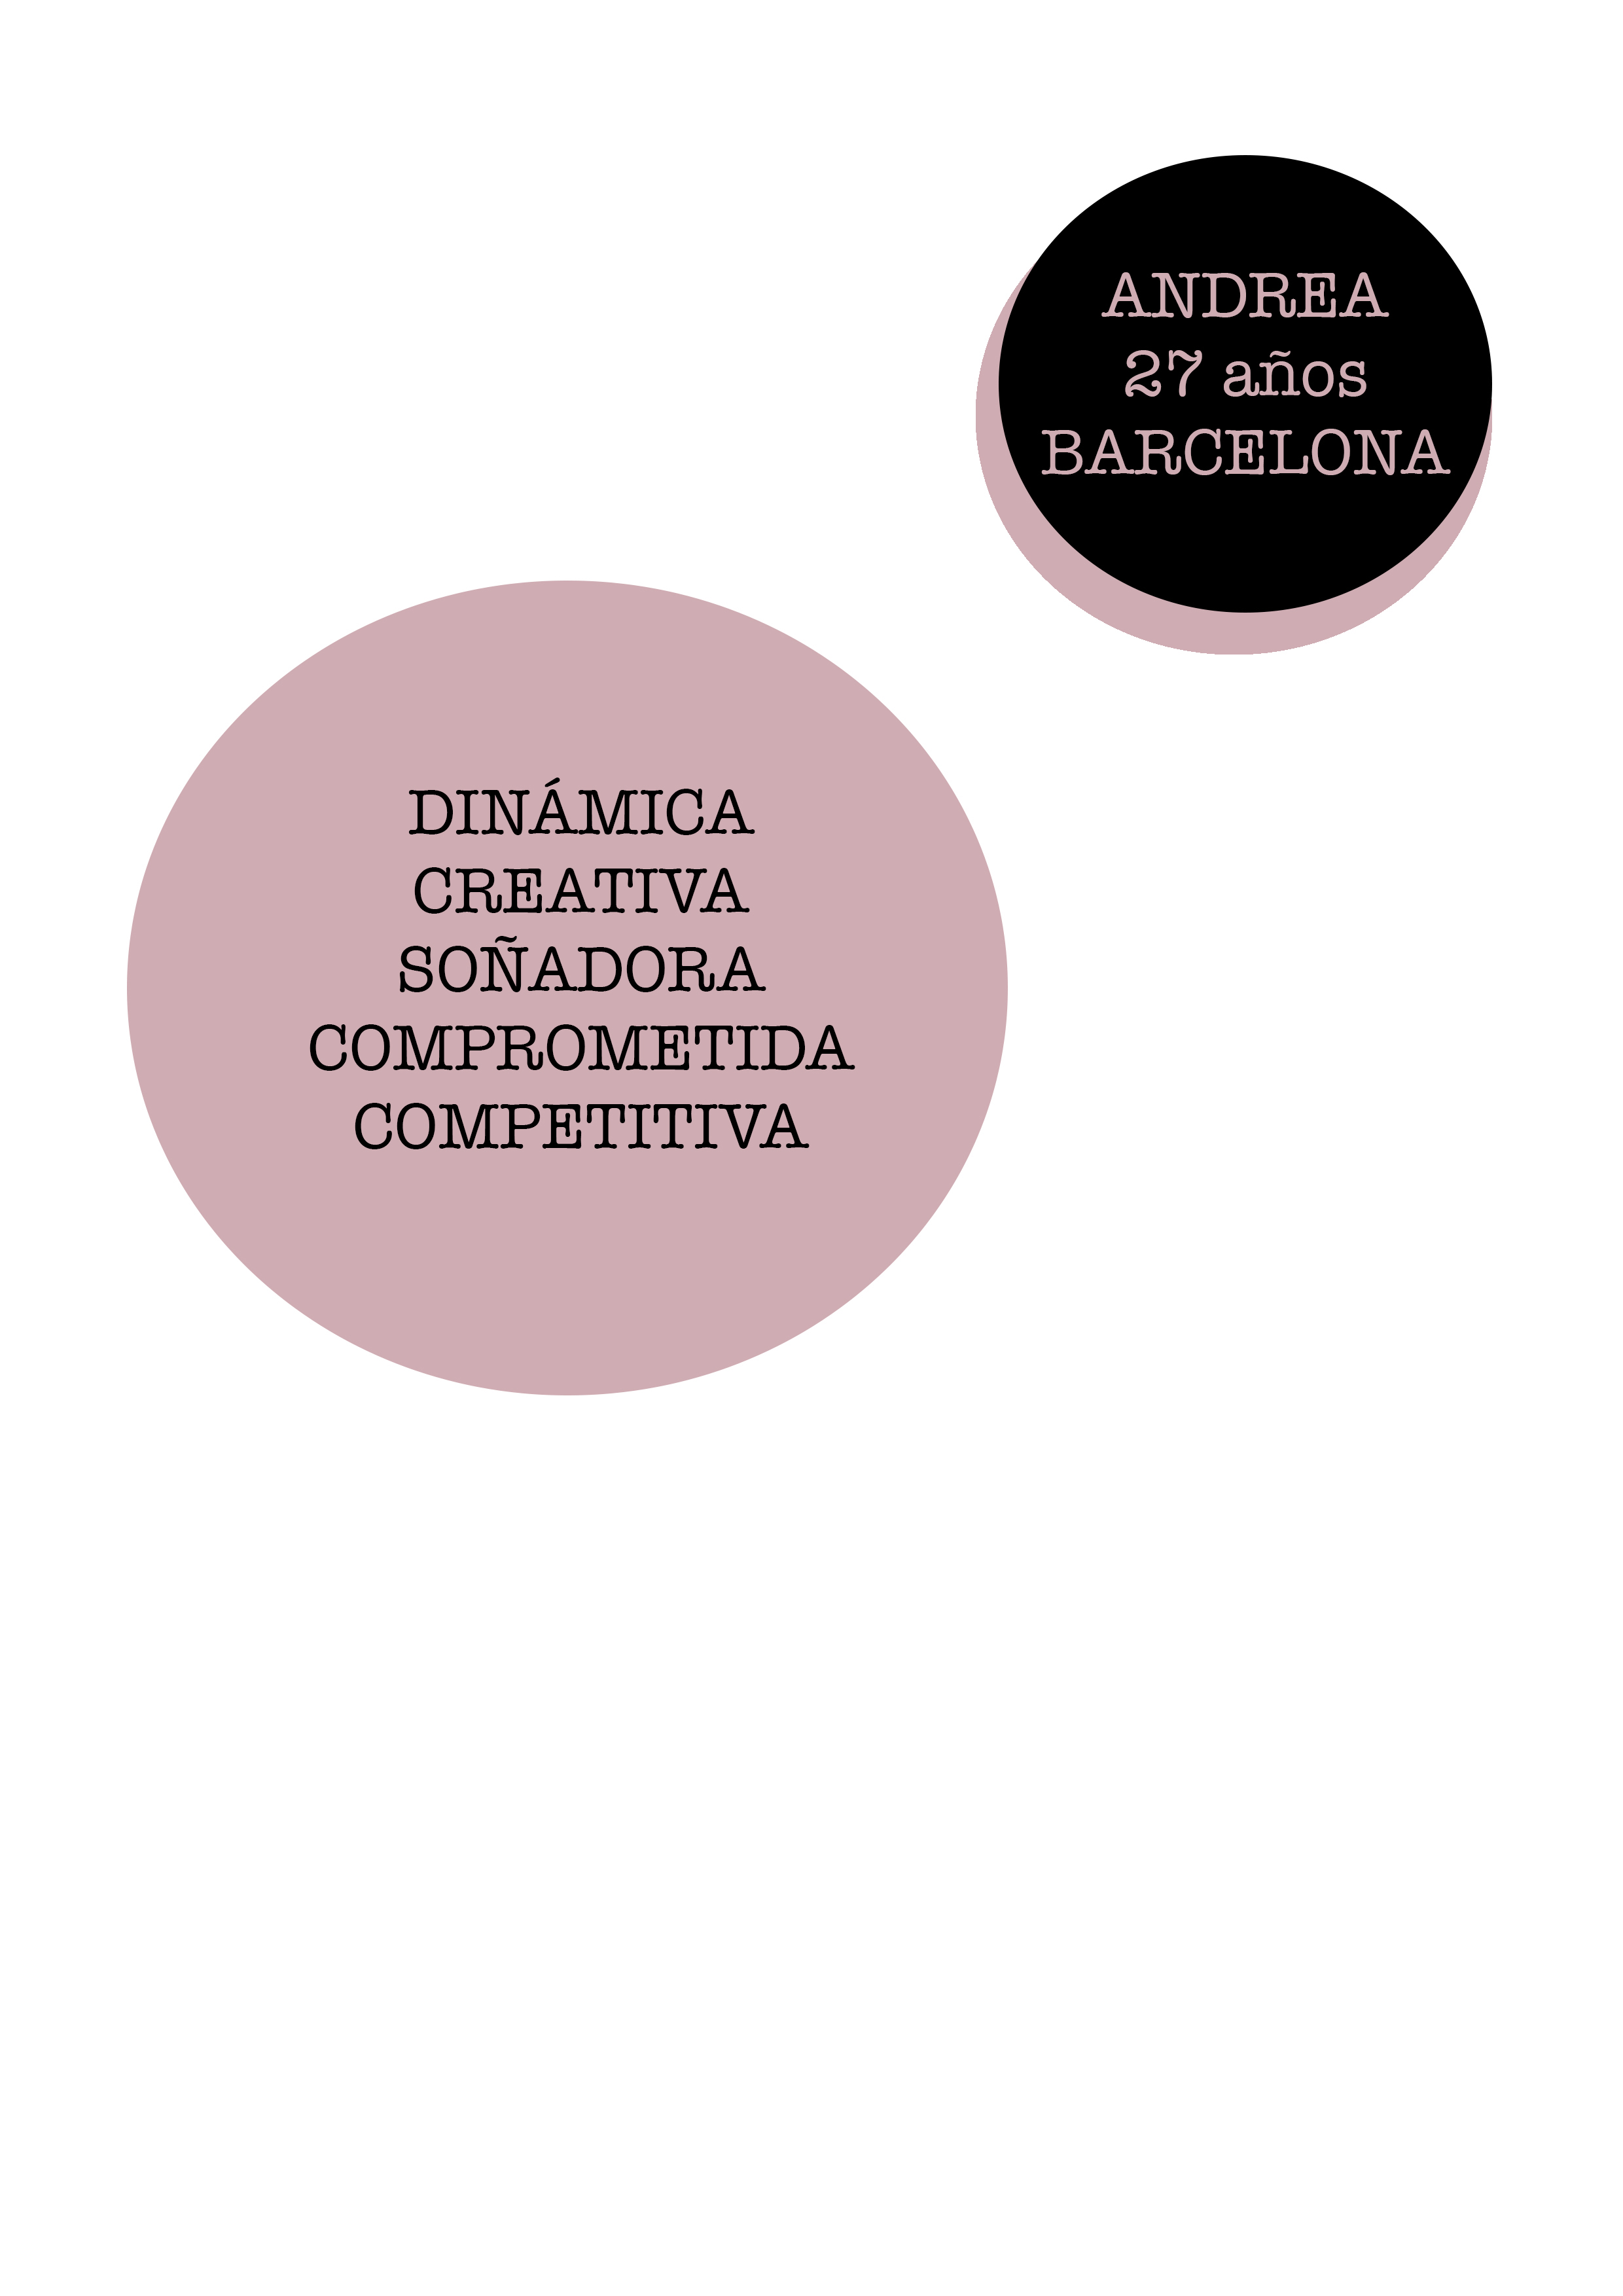 ANDREA
27 años
BARCELONA
DINÁMICA
CREATIVA
SOÑADORA
COMPROMETIDA
COMPETITIVA